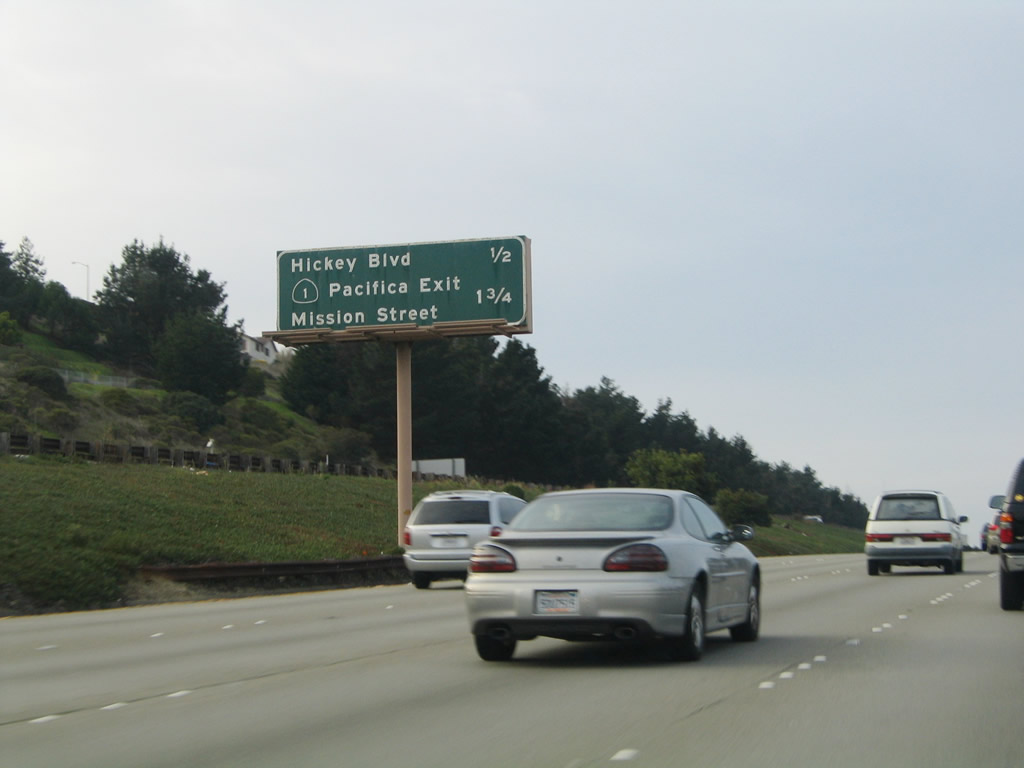 Hickey Blvd 1/2
1 Pacifica Exit
Mission Street 1 3/4